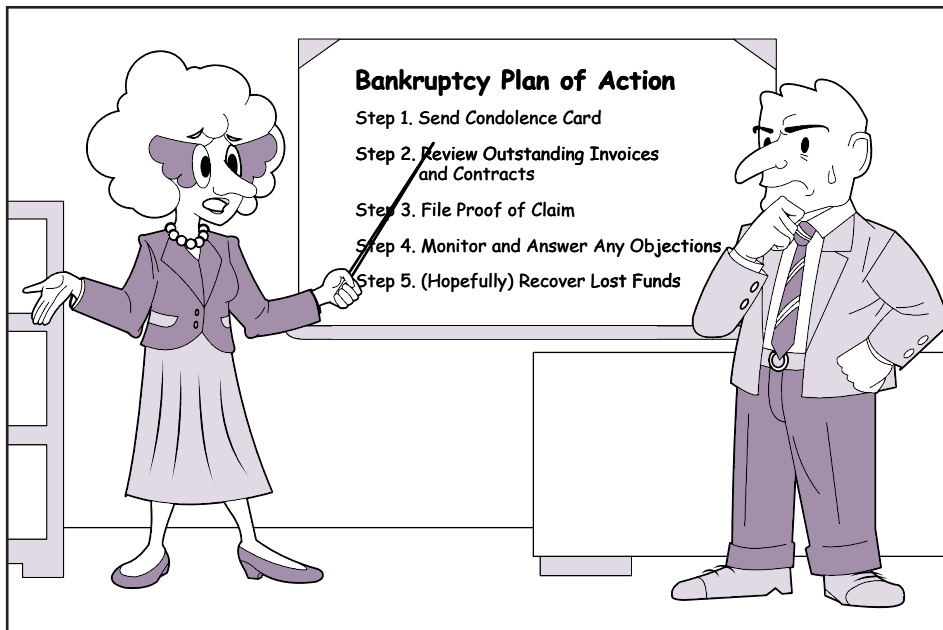 Bankruptcy Plan of Action
Step 1. Send Condolence Card
Step 2. Review Outstanding Invoices
and Contracts
Step 3. File Proof of Claim
Step 4. Monitor and Answer Any Objections
Step 5. (Hopefully) Recover Lost Funds